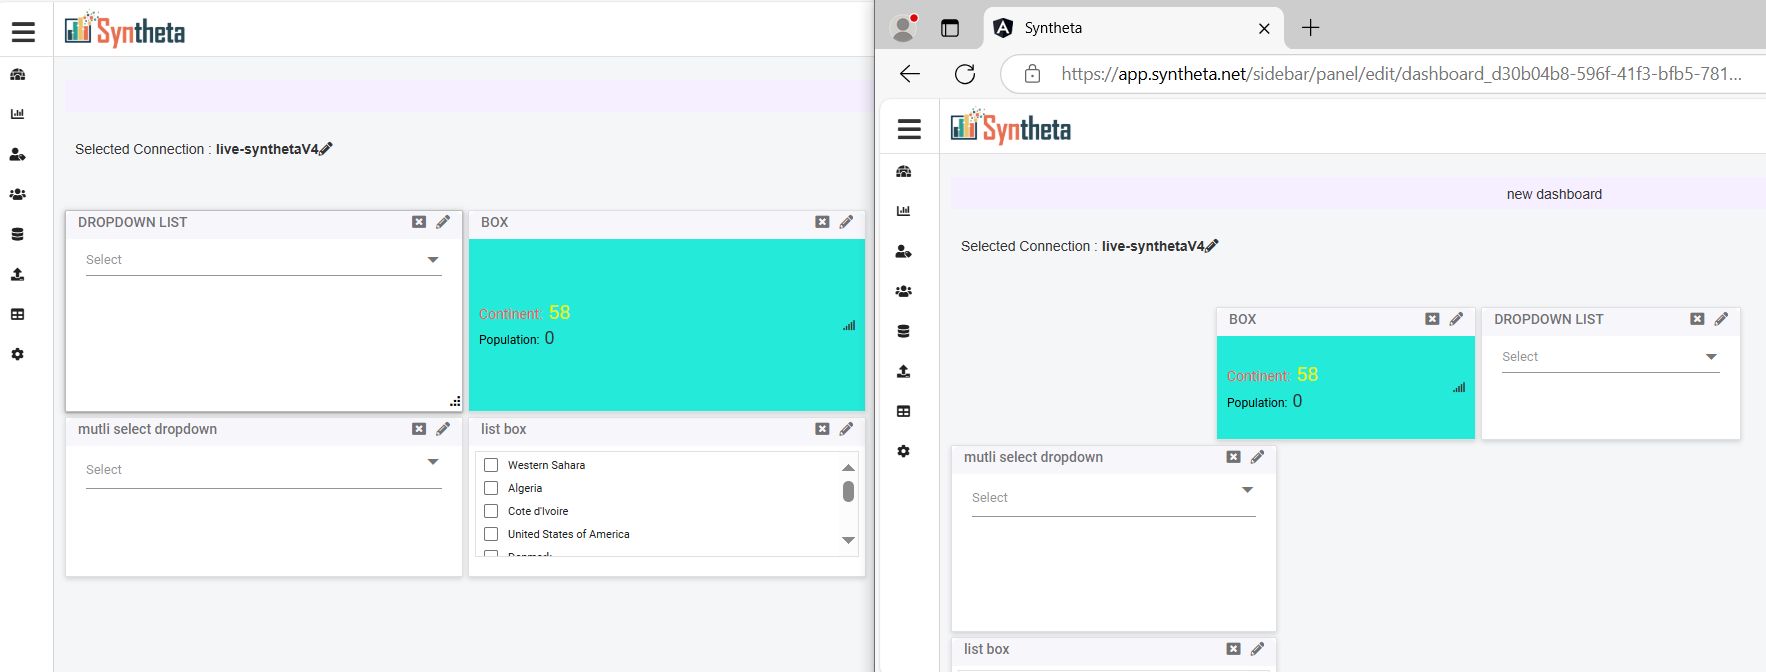 Syntheta
Selected Connection : live-synthetaV4
DROPDOWN LIST
Select
BOX
Continent: 58
Population: 0
mutli select dropdown
Select
list box
Western Sahara
Algeria
Cote d'Ivoire
United States of America
Denmark
Syntheta
https://app.syntheta.net/sidebar/panel/edit/dashboard_d30b04b8-596f-41f3-bfb5-781...
Syntheta
new dashboard
Selected Connection : live-synthetaV4
BOX
Continent: 58
Population: 0
DROPDOWN LIST
Select
mutli select dropdown
Select
list box